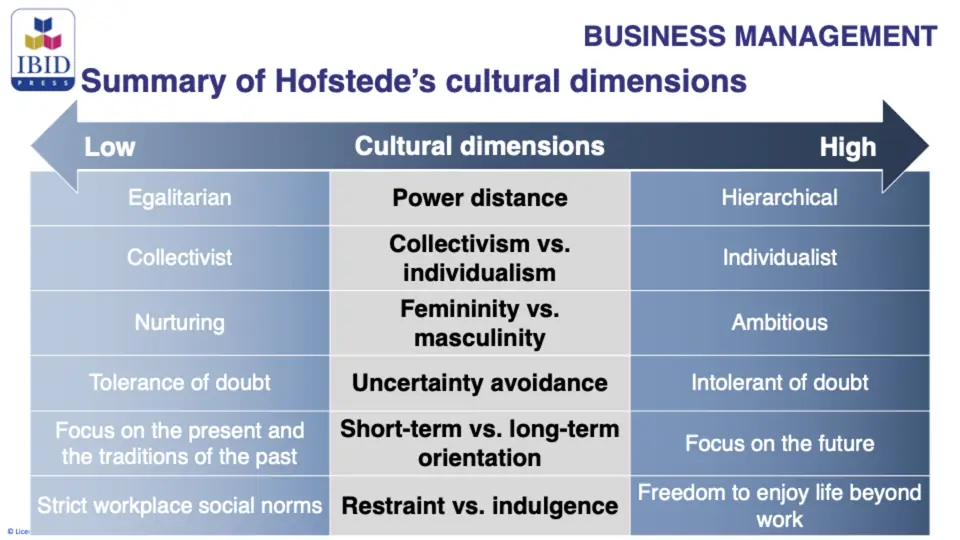 IBID
PRESS
BUSINESS MANAGEMENT
Summary of Hofstede's cultural dimensions
Low
Cultural dimensions
High
Egalitarian
Power distance
Hierarchical
Collectivist
Collectivism vs.
individualism
Individualist
Nurturing
Femininity vs.
masculinity
Ambitious
Tolerance of doubt
Uncertainty avoidance
Intolerant of doubt
Focus on the present and
the traditions of the past
Short-term vs. long-term
orientation
Focus on the future
Strict workplace social norms
Restraint vs. indulgence
Freedom to enjoy life beyond
work
©